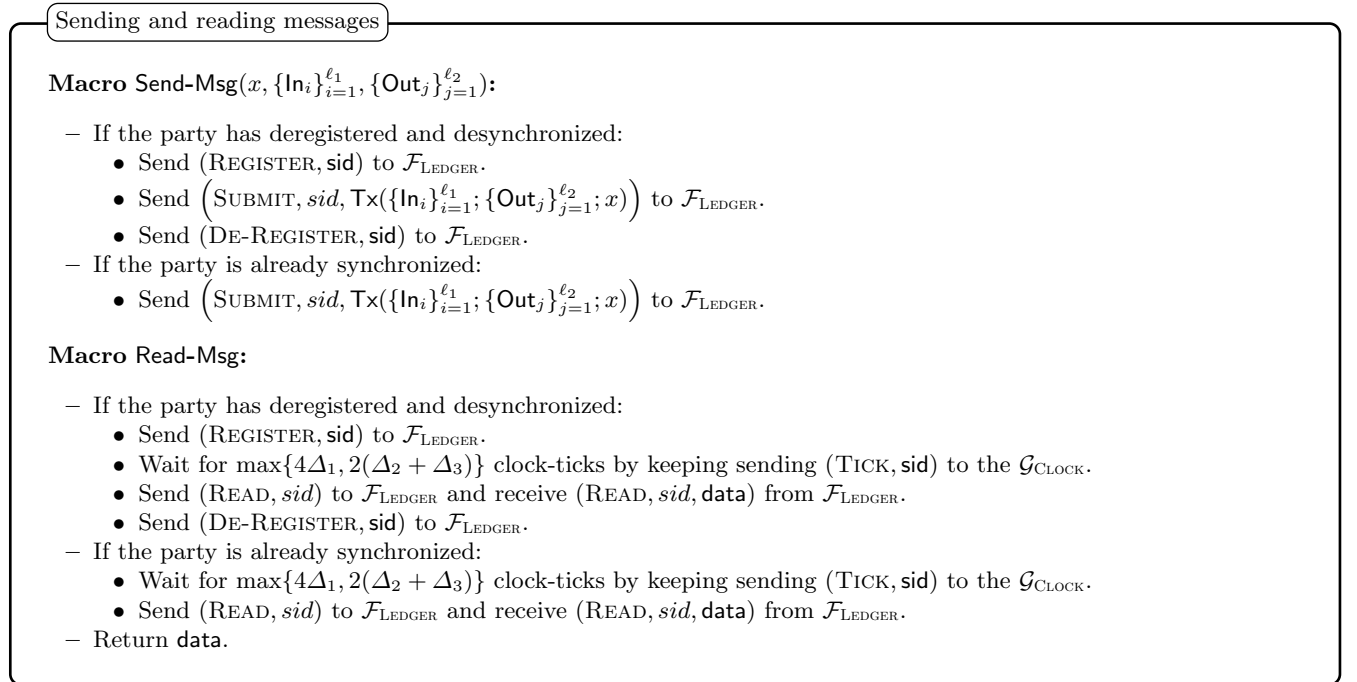 Sending and reading messages
Macro Send-Msg(x, {In_i}_{i=1}^{ℓ_1}, {Out_j}_{j=1}^{ℓ_2}):
– If the party has deregistered and desynchronized:
• Send (REGISTER, sid) to F_LEDGER.
• Send (SUBMIT, sid, Tx({In_i}_{i=1}^{ℓ_1}; {Out_j}_{j=1}^{ℓ_2}; x)) to F_LEDGER.
• Send (DE-REGISTER, sid) to F_LEDGER.
– If the party is already synchronized:
• Send (SUBMIT, sid, Tx({In_i}_{i=1}^{ℓ_1}; {Out_j}_{j=1}^{ℓ_2}; x)) to F_LEDGER.
Macro Read-Msg:
– If the party has deregistered and desynchronized:
• Send (REGISTER, sid) to F_LEDGER.
• Wait for max{4Δ_1, 2(Δ_2 + Δ_3)} clock-ticks by keeping sending (TICK, sid) to the G_CLOCK.
• Send (READ, sid) to F_LEDGER and receive (READ, sid, data) from F_LEDGER.
• Send (DE-REGISTER, sid) to F_LEDGER.
– If the party is already synchronized:
• Wait for max{4Δ_1, 2(Δ_2 + Δ_3)} clock-ticks by keeping sending (TICK, sid) to the G_CLOCK.
• Send (READ, sid) to F_LEDGER and receive (READ, sid, data) from F_LEDGER.
– Return data.